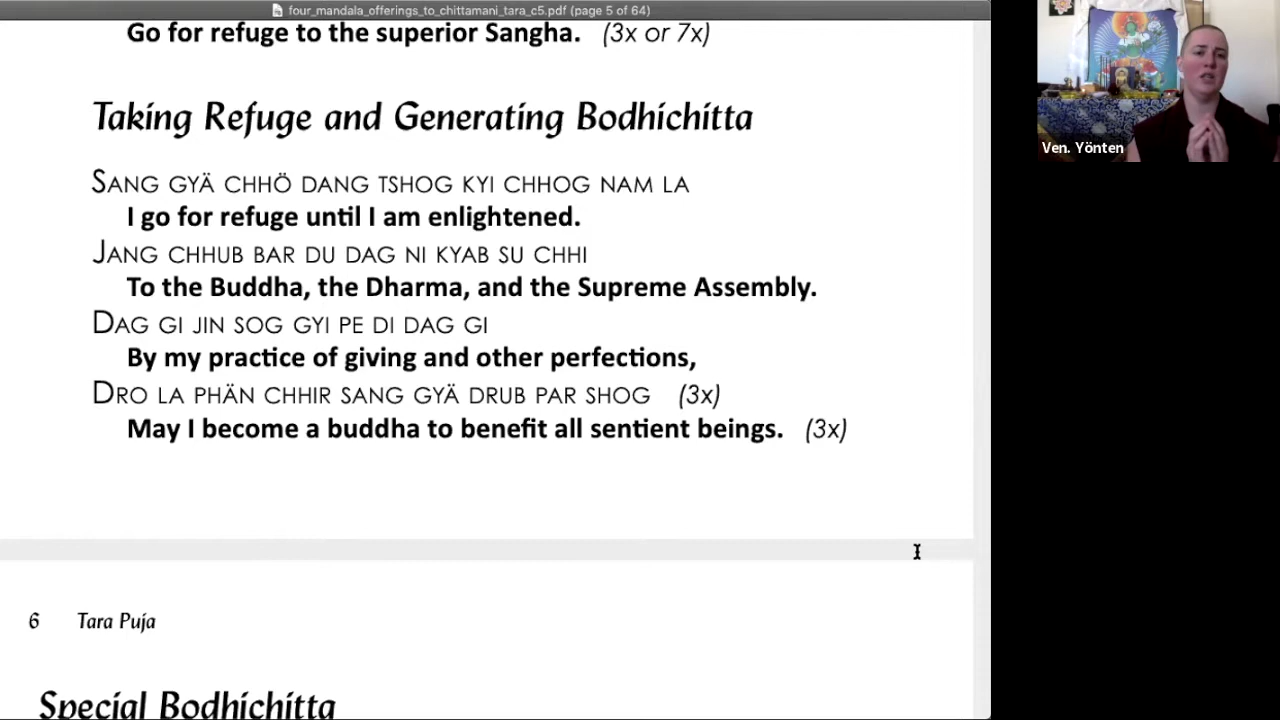 four_mandala_offerings_to_chittamani_tara_c5.pdf (page 5 of 64)
Go for refuge to the superior Sangha. (3x or 7x)
Taking Refuge and Generating Bodhichitta
SANG GYÄ CHHÖ DANG TSHOG KYI CHHOG NAM LA
I go for refuge until I am enlightened.
JANG CHHUB BAR DU DAG NI KYAB SU CHHI
To the Buddha, the Dharma, and the Supreme Assembly.
DAG GI JIN SOG GYI PE DI DAG GI
By my practice of giving and other perfections,
DRO LA PHÄN CHHIR SANG GYÄ DRUB PAR SHOG (3x)
May I become a buddha to benefit all sentient beings. (3x)
6 Tara Puja
Special Bodhichitta
Ven. Yönten